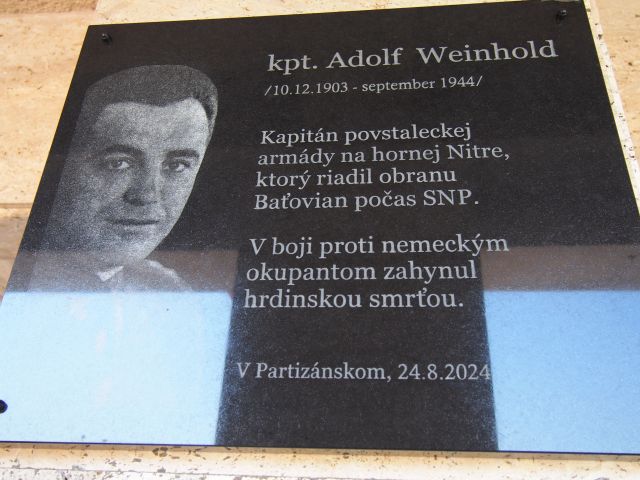 kpt. Adolf Weinhold
/10.12.1903 - september 1944/
Kapitán povstaleckej
armády na hornej Nitre,
ktorý riadil obranu
Baťovian počas SNP.
V boji proti nemeckým
okupantom zahynul
hrdinskou smrťou.
V Partizánskom, 24.8.2024